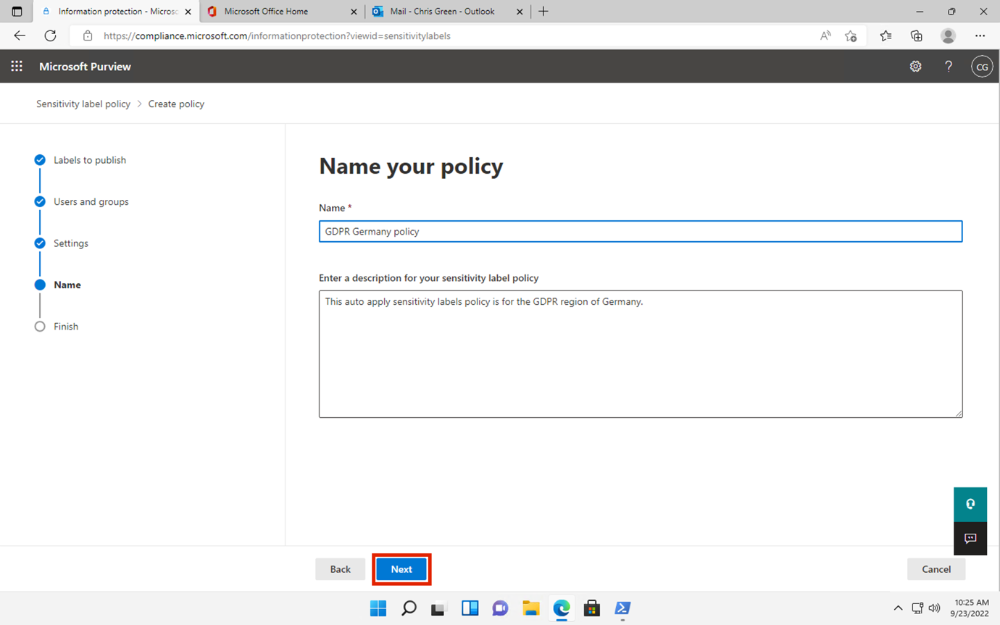 Information protection - Microso
Microsoft Office Home
Mail - Chris Green - Outlook
https://compliance.microsoft.com/informationprotection?viewid=sensitivitylabels
Microsoft Purview
?
CG
Sensitivity label policy > Create policy
Labels to publish
Users and groups
Settings
Name
Finish
Name your policy
Name *
GDPR Germany policy
Enter a description for your sensitivity label policy
This auto apply sensitivity labels policy is for the GDPR region of Germany.
Back
Next
Cancel
10:25 AM
9/23/2022